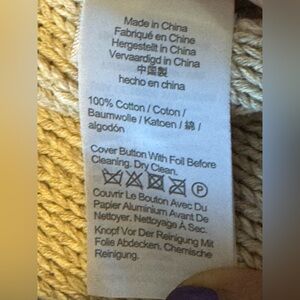 Made in China
Fabriqué en Chine
Hergestellt in China
Vervaardigd in China
中国製
hecho en china
100% Cotton / Coton /
Baumwolle / Katoen / 綿 /
algodón
Cover Button With Foil Before
Cleaning. Dry Clean.
P
Couvrir Le Bouton Avec Du
Papier Aluminium Avant De
Nettoyer. Nettoyage À Sec.
Knopf Vor Der Reinigung Mit
Folie Abdecken. Chemische
Reinigung.